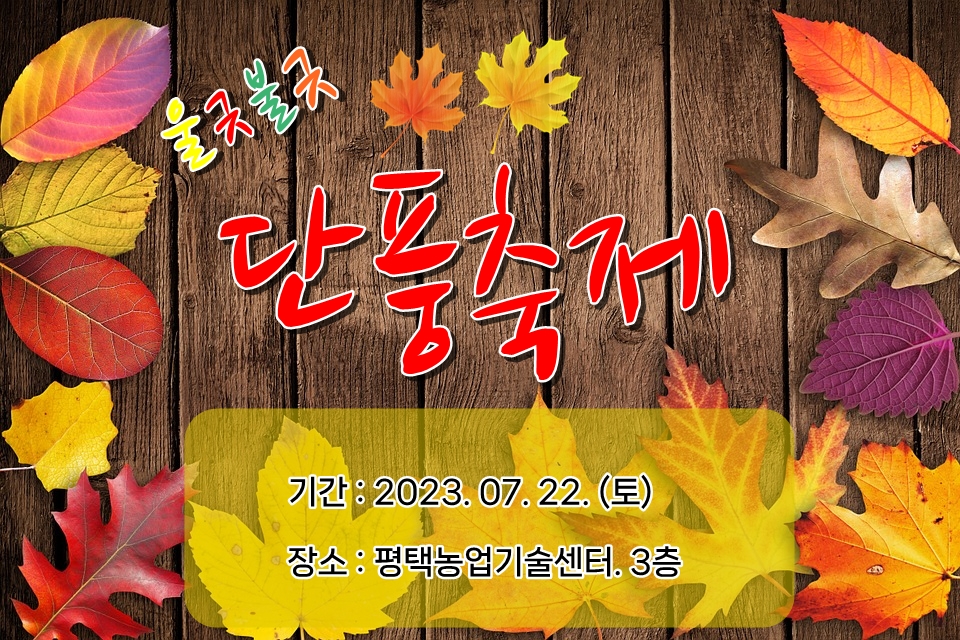 울긋불긋
단풍축제
기간 : 2023. 07. 22. (토)
장소 : 평택농업기술센터. 3층